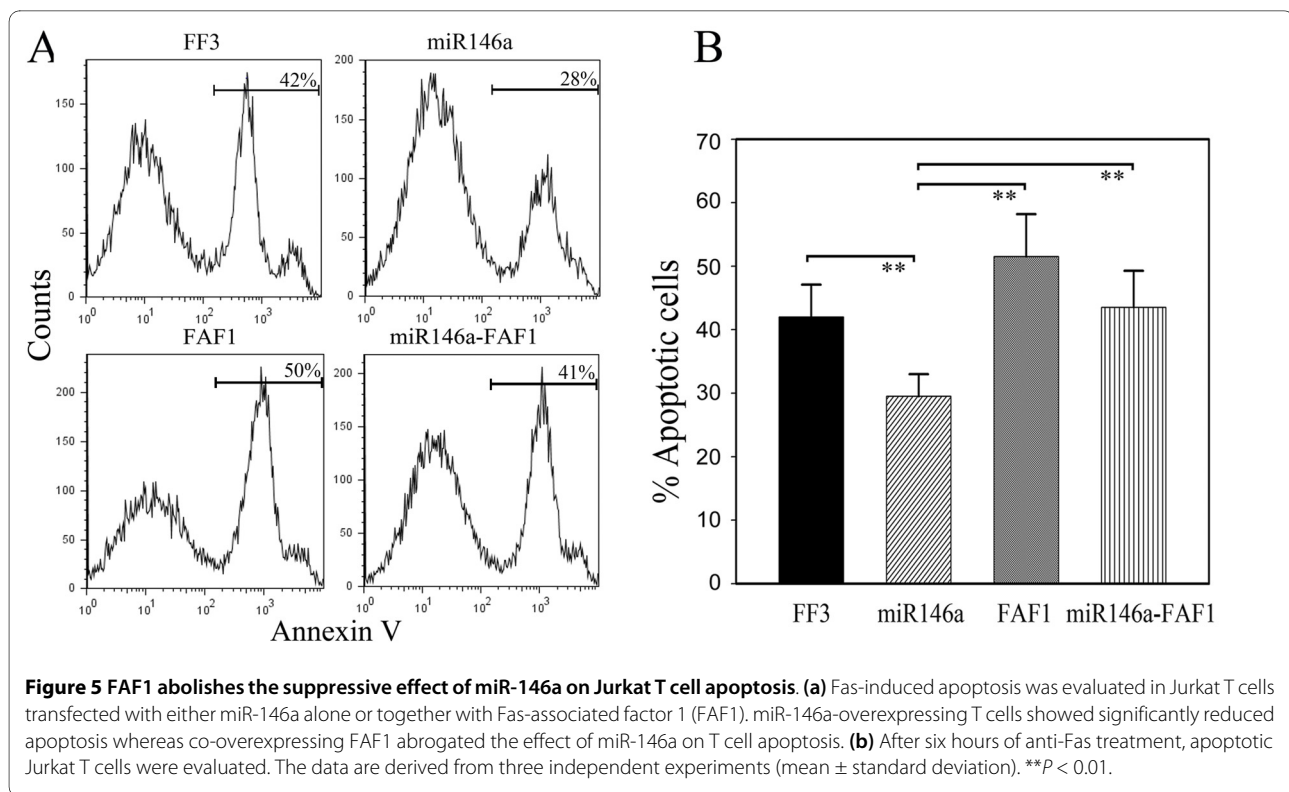 A
FF3
42%
150
100
50
0
10^0 10^1 10^2 10^3
miR146a
28%
200
150
100
50
0
10^0 10^1 10^2 10^3
FAF1
50%
200
150
100
50
0
10^0 10^1 10^2 10^3
miR146a-FAF1
41%
200
150
100
50
0
10^0 10^1 10^2 10^3
Counts
Annexin V
B
% Apoptotic cells
70
60
50
40
30
20
10
0
**
**
**
FF3 miR146a FAF1 miR146a-FAF1
Figure 5 FAF1 abolishes the suppressive effect of miR-146a on Jurkat T cell apoptosis. (a) Fas-induced apoptosis was evaluated in Jurkat T cells
transfected with either miR-146a alone or together with Fas-associated factor 1 (FAF1). miR-146a-overexpressing T cells showed significantly reduced
apoptosis whereas co-overexpressing FAF1 abrogated the effect of miR-146a on T cell apoptosis. (b) After six hours of anti-Fas treatment, apoptotic
Jurkat T cells were evaluated. The data are derived from three independent experiments (mean ± standard deviation). **P < 0.01.